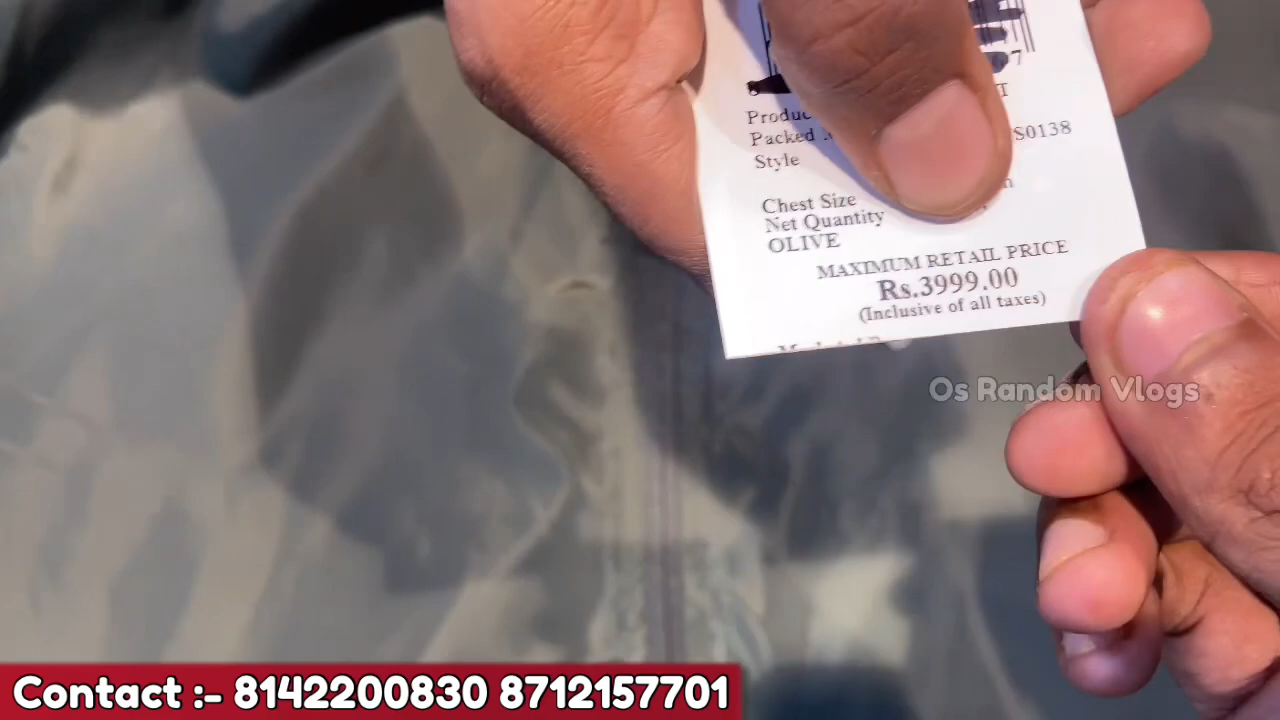 Packed
S0138
Style
Chest Size
Net Quantity
OLIVE
MAXIMUM RETAIL PRICE
Rs.3999.00
(Inclusive of all taxes)
Os Random Vlogs
Contact :- 8142200830 8712157701